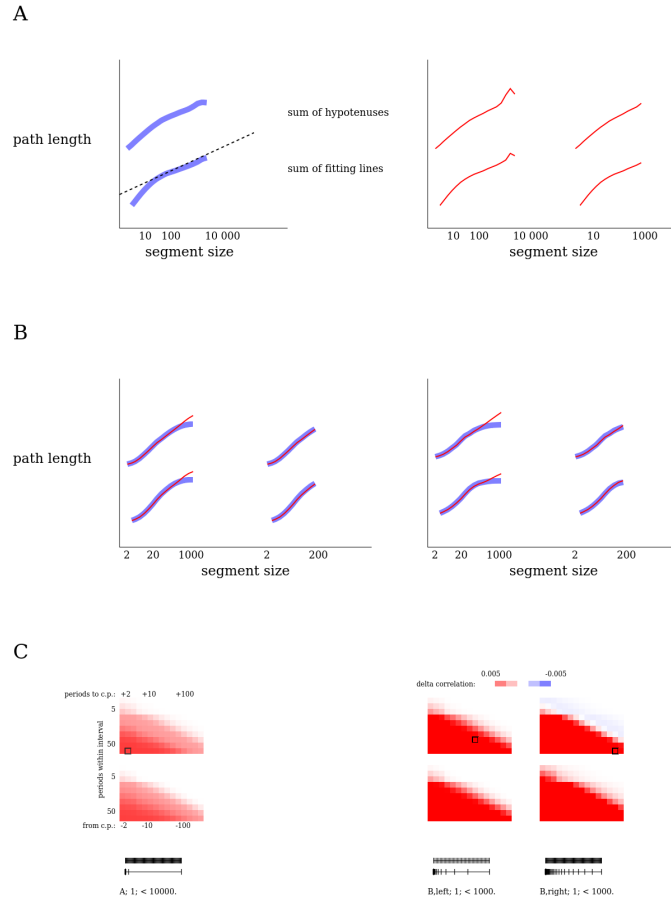 A
sum of hypotenuses
path length
sum of fitting lines
10 100 10 000
10 100 10 000
10 1000
segment size
segment size
B
path length
2 20 1000
2 200
2 20 1000
2 200
segment size
segment size
C
0.005 -0.005
delta correlation:
periods to c.p.: +2 +10 +100
5
50
periods within interval
5
50
from c.p.: -2 -10 -100
A; 1; < 10000.
B,left; 1; < 1000.
B,right; 1; < 1000.